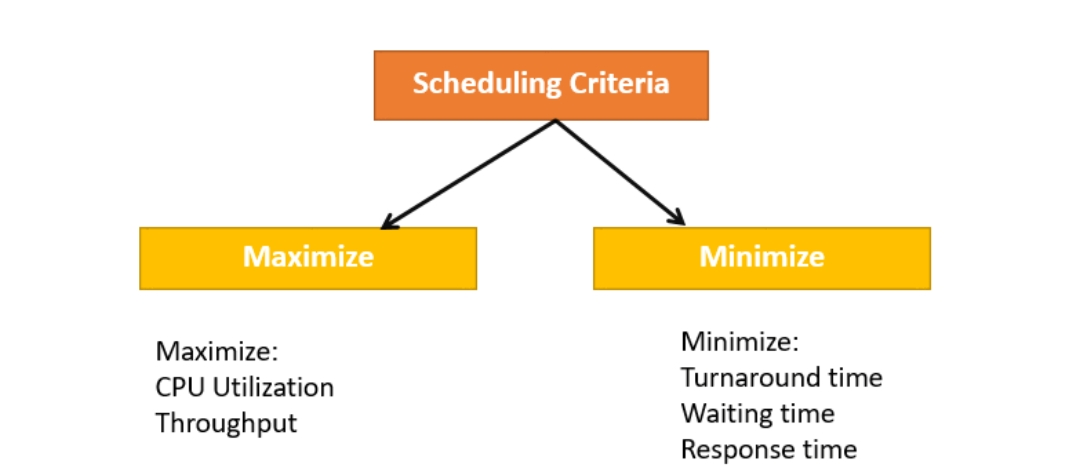 Scheduling Criteria
Maximize
Minimize
Maximize:
CPU Utilization
Throughput
Minimize:
Turnaround time
Waiting time
Response time